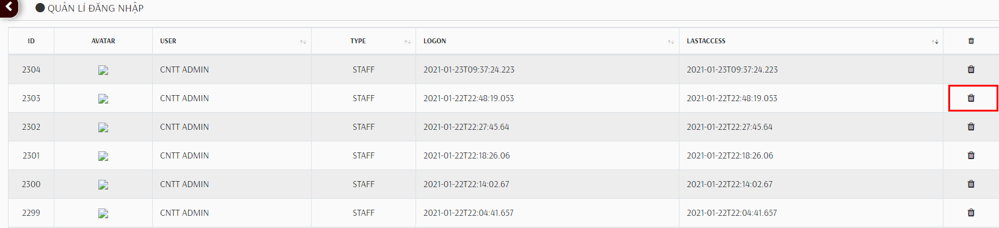 QUẢN LÍ ĐĂNG NHẬP
ID AVATAR USER TYPE LOGON LASTACCESS
2304 CNTT ADMIN STAFF 2021-01-23T09:37:24.223 2021-01-23T09:37:24.223
2303 CNTT ADMIN STAFF 2021-01-22T22:48:19.053 2021-01-22T22:48:19.053
2302 CNTT ADMIN STAFF 2021-01-22T22:27:45.64 2021-01-22T22:27:45.64
2301 CNTT ADMIN STAFF 2021-01-22T22:18:26.06 2021-01-22T22:18:26.06
2300 CNTT ADMIN STAFF 2021-01-22T22:14:02.67 2021-01-22T22:14:02.67
2299 CNTT ADMIN STAFF 2021-01-22T22:04:41.657 2021-01-22T22:04:41.657